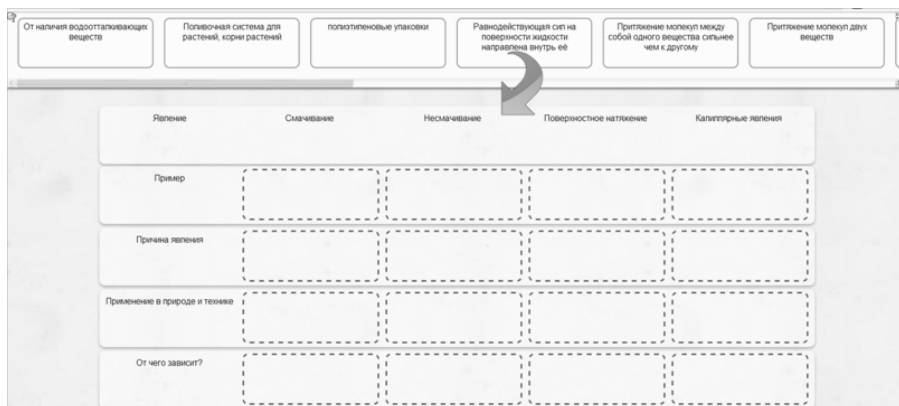 От наличия водоотталкивающих
веществ
Поливочная система для
растений, корни растений
полиэтиленовые упаковки
Равнодействующая сил на
поверхности жидкости
направлена внутрь её
Притяжение молекул между
собой одного вещества сильнее
чем к другому
Притяжение молекул двух
веществ
Явление
Смачивание
Несмачивание
Поверхностное натяжение
Капиллярные явления
Пример
Причина явления
Применение в природе и технике
От чего зависит?